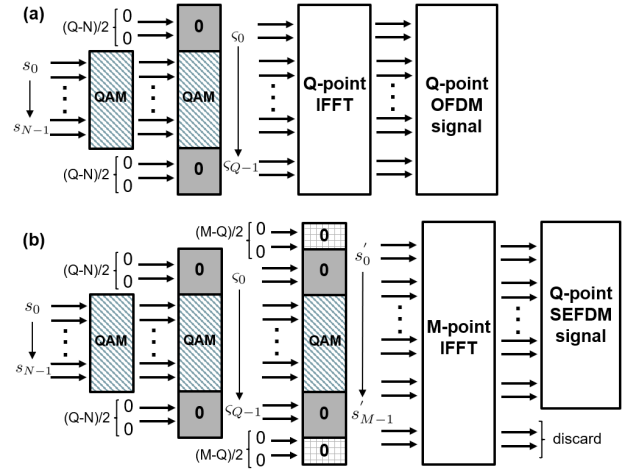 (a)
(Q-N)/2 0 0
0
s0
sN−1
QAM
QAM
(Q-N)/2 0 0
0
ς0
ςQ−1
Q-point
IFFT
Q-point
OFDM
signal
(b)
(M-Q)/2 0 0
0
(Q-N)/2 0 0
0
0
s0
sN−1
QAM
QAM
QAM
(Q-N)/2 0 0
0
0
ς0
ςQ−1
(M-Q)/2 0 0
0
s′0
s′M−1
M-point
IFFT
Q-point
SEFDM
signal
discard